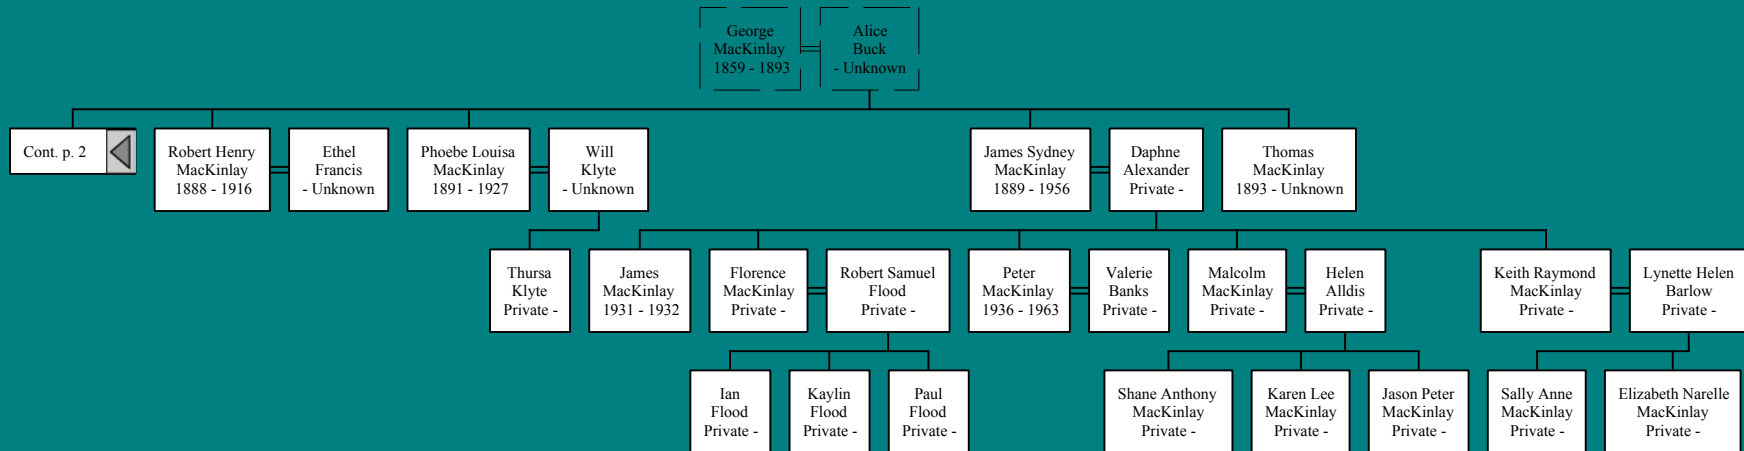 George
MacKinlay
1859 - 1893
Alice
Buck
- Unknown
Cont. p. 2
Robert Henry
MacKinlay
1888 - 1916
Ethel
Francis
- Unknown
Phoebe Louisa
MacKinlay
1891 - 1927
Will
Klyte
- Unknown
James Sydney
MacKinlay
1889 - 1956
Daphne
Alexander
Private -
Thomas
MacKinlay
1893 - Unknown
Thursa
Klyte
Private -
James
MacKinlay
1931 - 1932
Florence
MacKinlay
Private -
Robert Samuel
Flood
Private -
Peter
MacKinlay
1936 - 1963
Valerie
Banks
Private -
Malcolm
MacKinlay
Private -
Helen
Alldis
Private -
Keith Raymond
MacKinlay
Private -
Lynette Helen
Barlow
Private -
Ian
Flood
Private -
Kaylin
Flood
Private -
Paul
Flood
Private -
Shane Anthony
MacKinlay
Private -
Karen Lee
MacKinlay
Private -
Jason Peter
MacKinlay
Private -
Sally Anne
MacKinlay
Private -
Elizabeth Narelle
MacKinlay
Private -